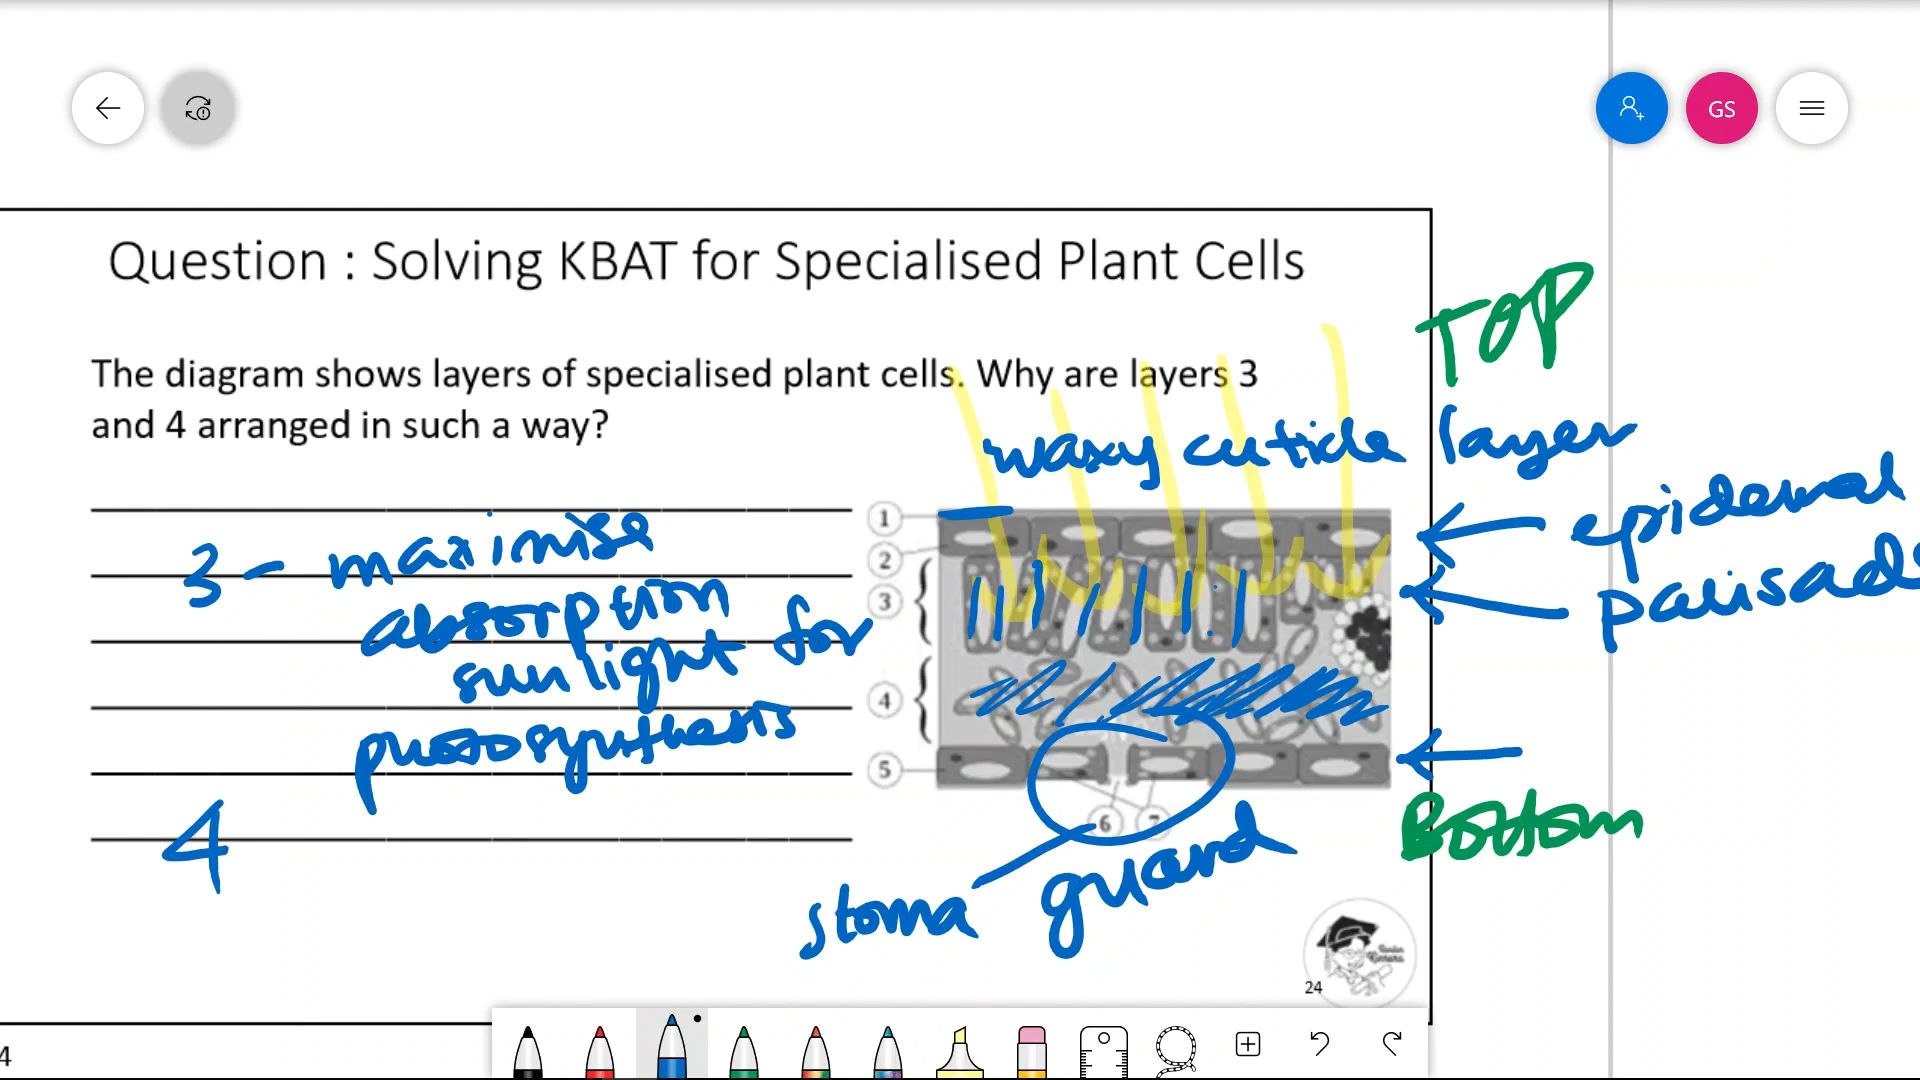 GS
Question : Solving KBAT for Specialised Plant Cells
TOP
The diagram shows layers of specialised plant cells. Why are layers 3
and 4 arranged in such a way?
waxy cuticle layer
epidermal
palisade
1
2
3
4
5
6 7
3 - maximise
absorption
sunlight for
photosynthesis
4
Bottom
stoma guard
24
4